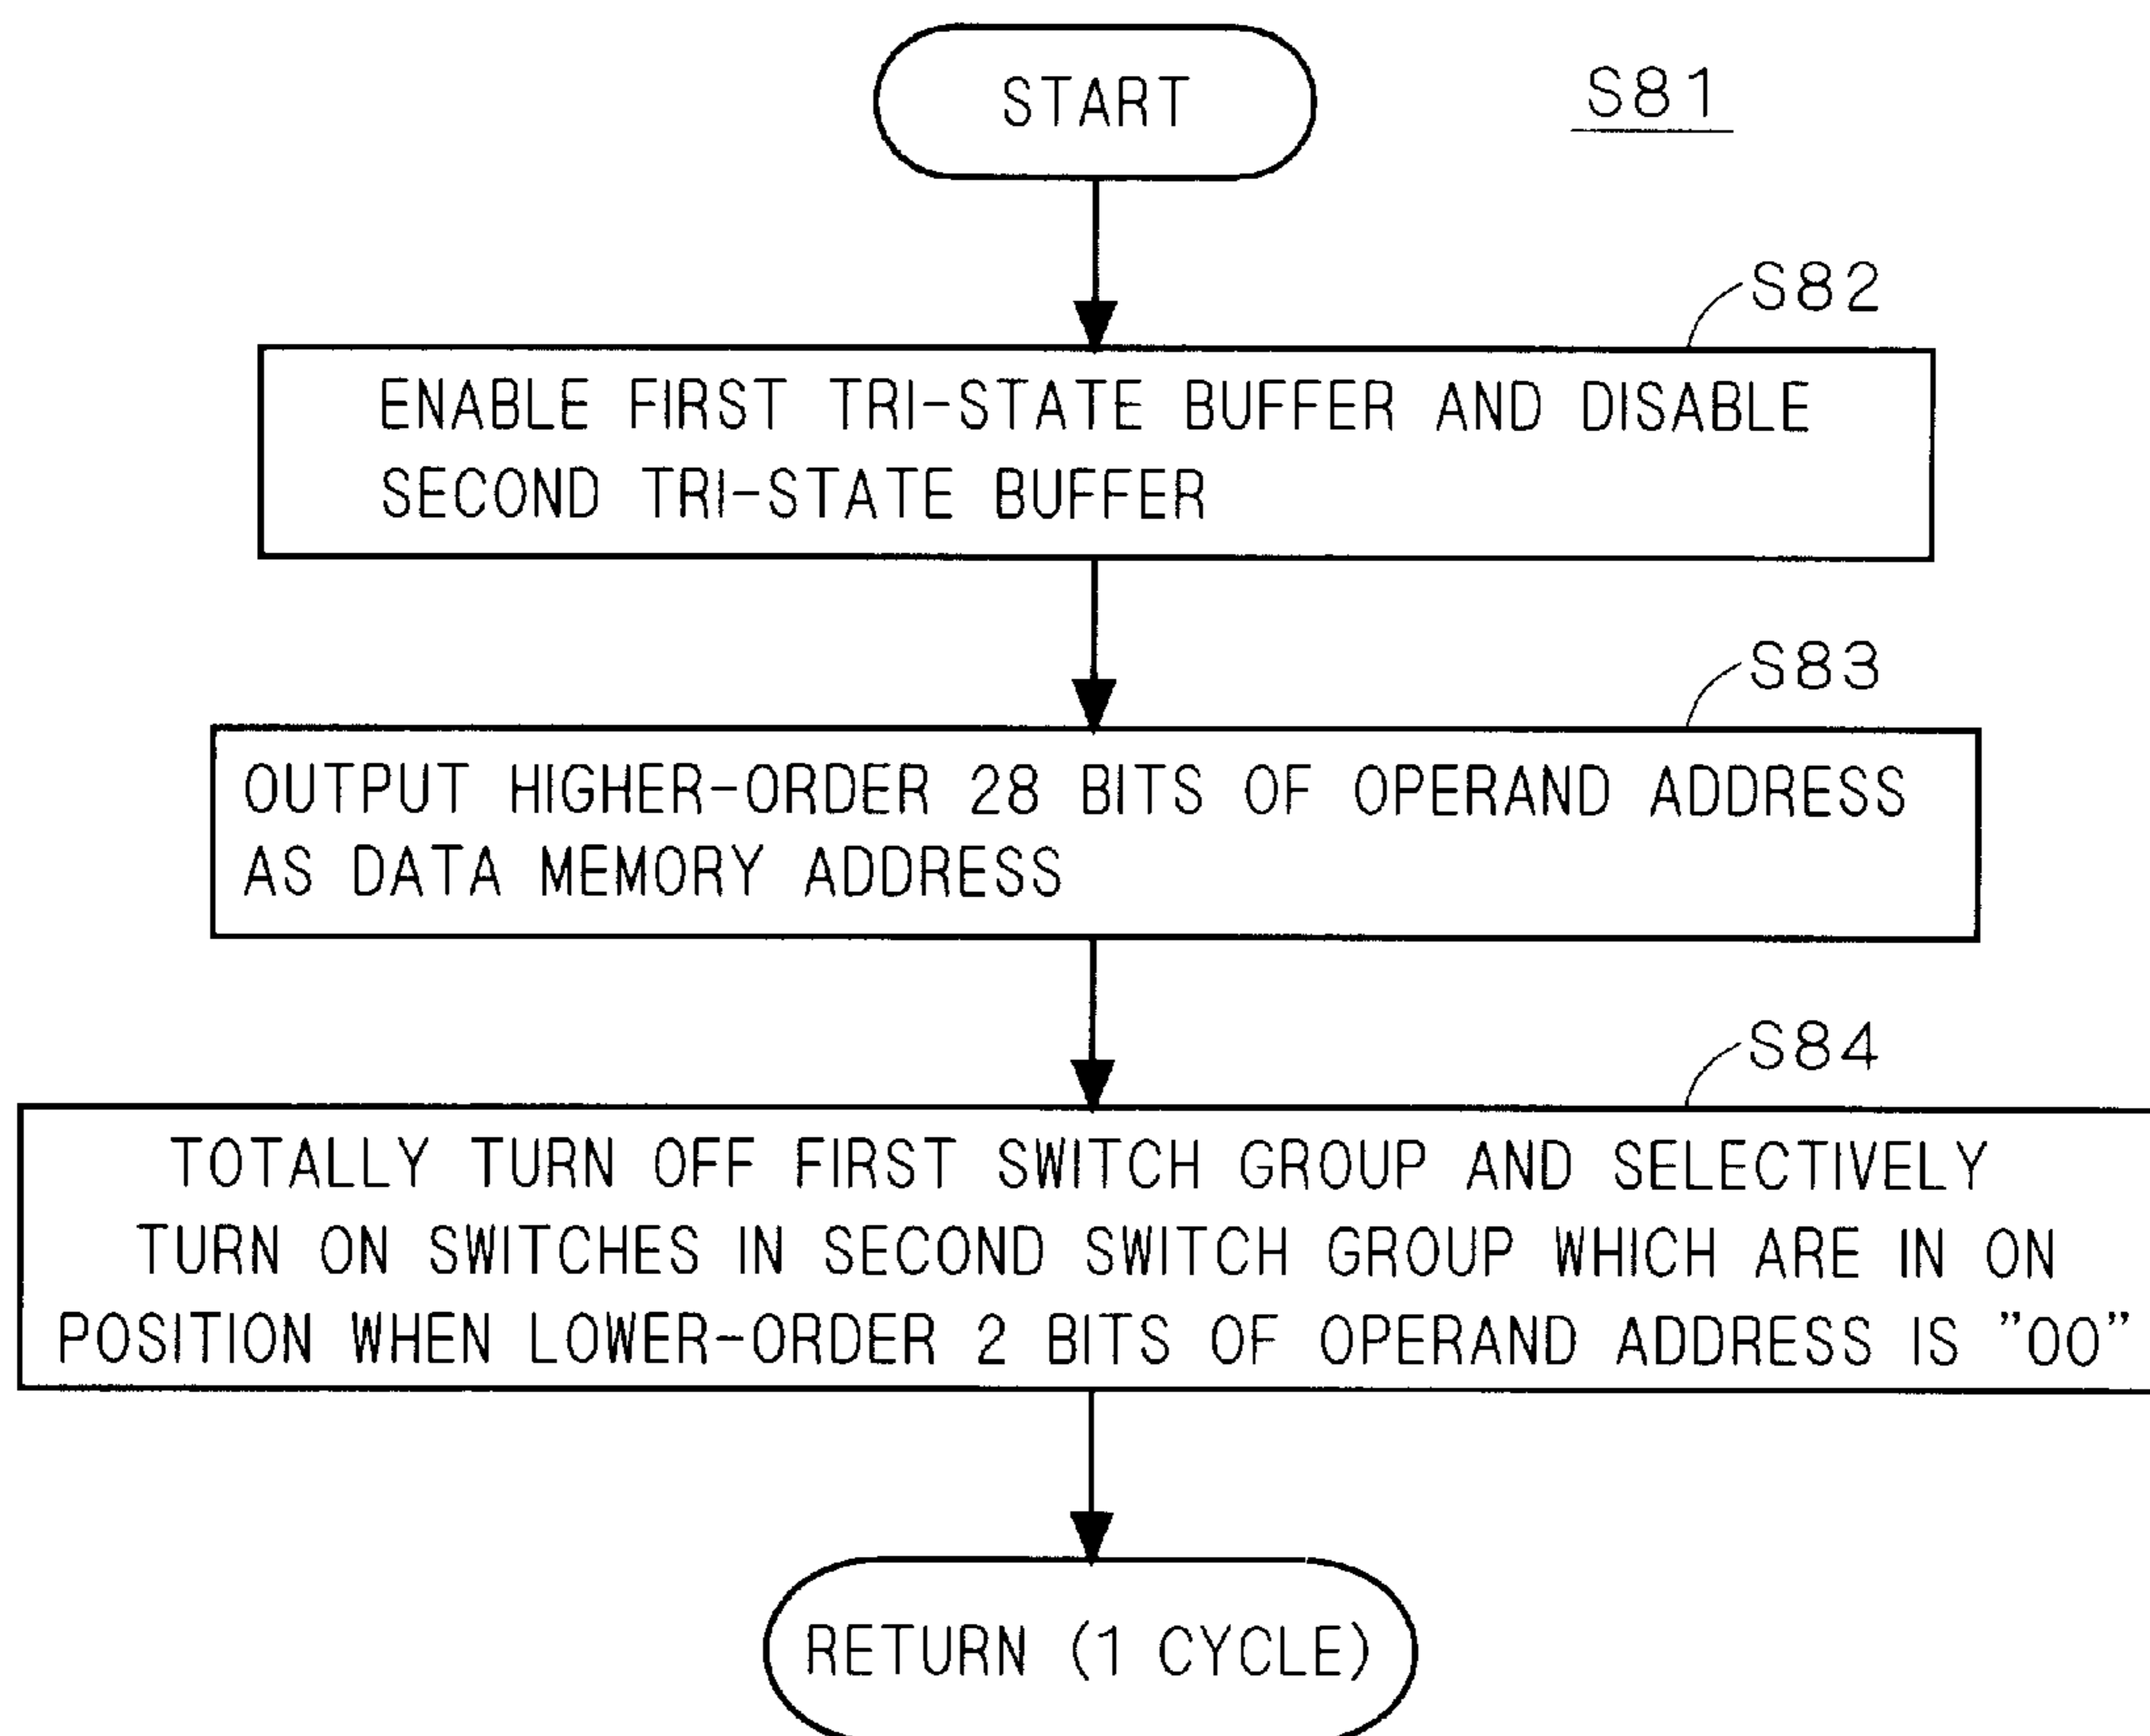 START
S81
S82
ENABLE FIRST TRI-STATE BUFFER AND DISABLE
SECOND TRI-STATE BUFFER
S83
OUTPUT HIGHER-ORDER 28 BITS OF OPERAND ADDRESS
AS DATA MEMORY ADDRESS
S84
TOTALLY TURN OFF FIRST SWITCH GROUP AND SELECTIVELY
TURN ON SWITCHES IN SECOND SWITCH GROUP WHICH ARE IN ON
POSITION WHEN LOWER-ORDER 2 BITS OF OPERAND ADDRESS IS "00"
RETURN (1 CYCLE)